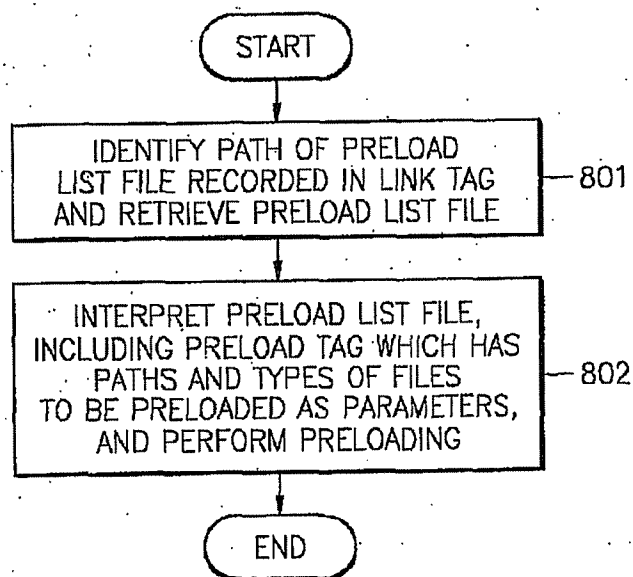 START
IDENTIFY PATH OF PRELOAD
LIST FILE RECORDED IN LINK TAG
AND RETRIEVE PRELOAD LIST FILE
801
INTERPRET PRELOAD LIST FILE,
INCLUDING PRELOAD TAG WHICH HAS
PATHS AND TYPES OF FILES
TO BE PRELOADED AS PARAMETERS,
AND PERFORM PRELOADING
802
END